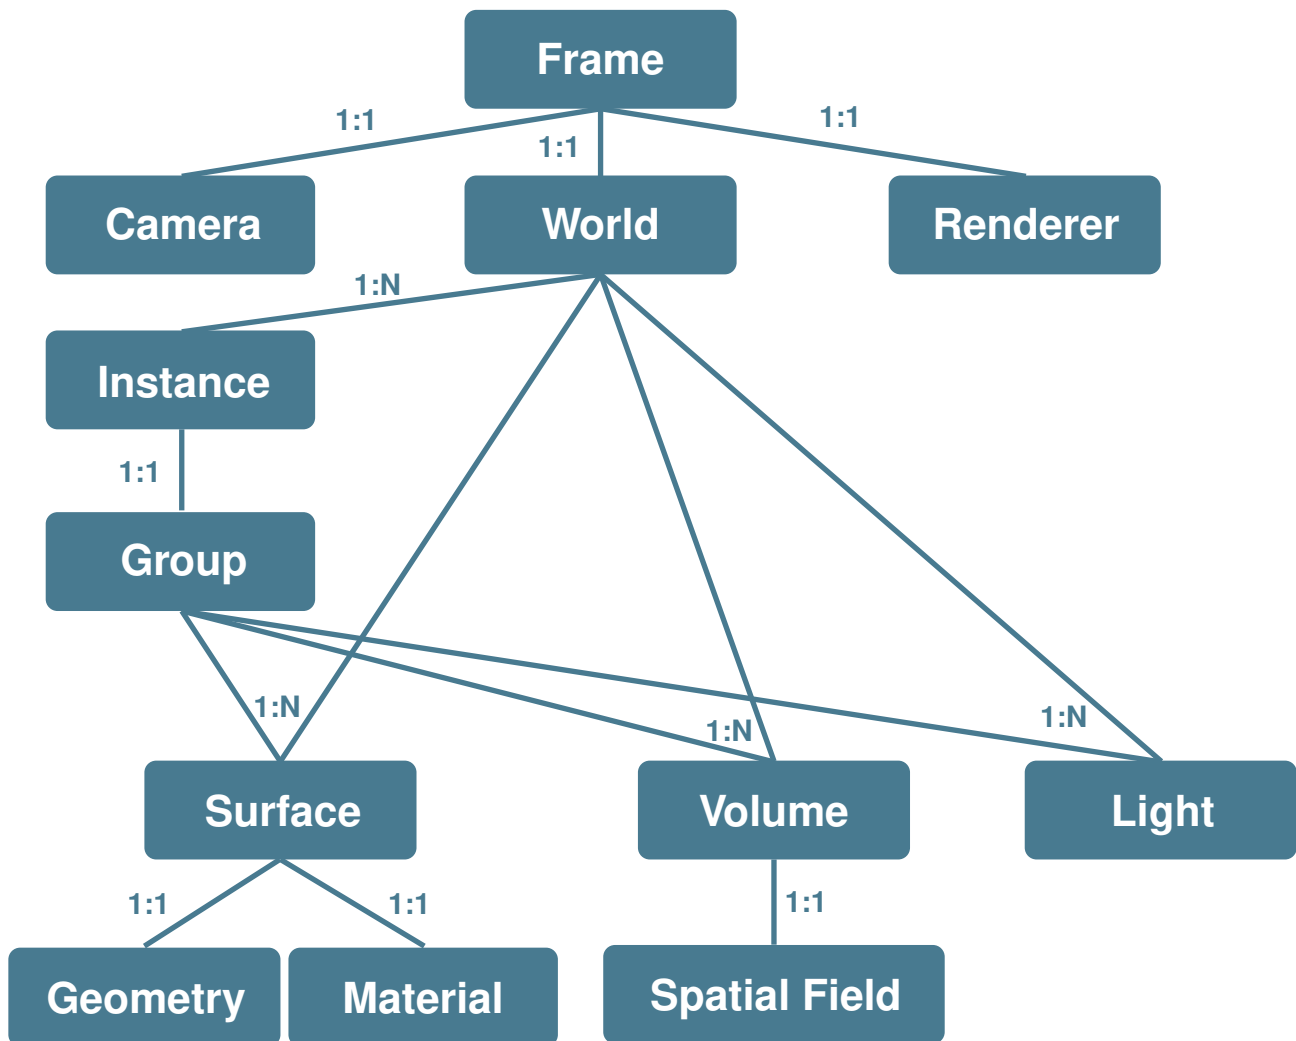 Frame
1:1
1:1
1:1
Camera
World
Renderer
1:N
Instance
1:1
Group
1:N
1:N
1:N
Surface
Volume
Light
1:1
1:1
1:1
Geometry
Material
Spatial Field